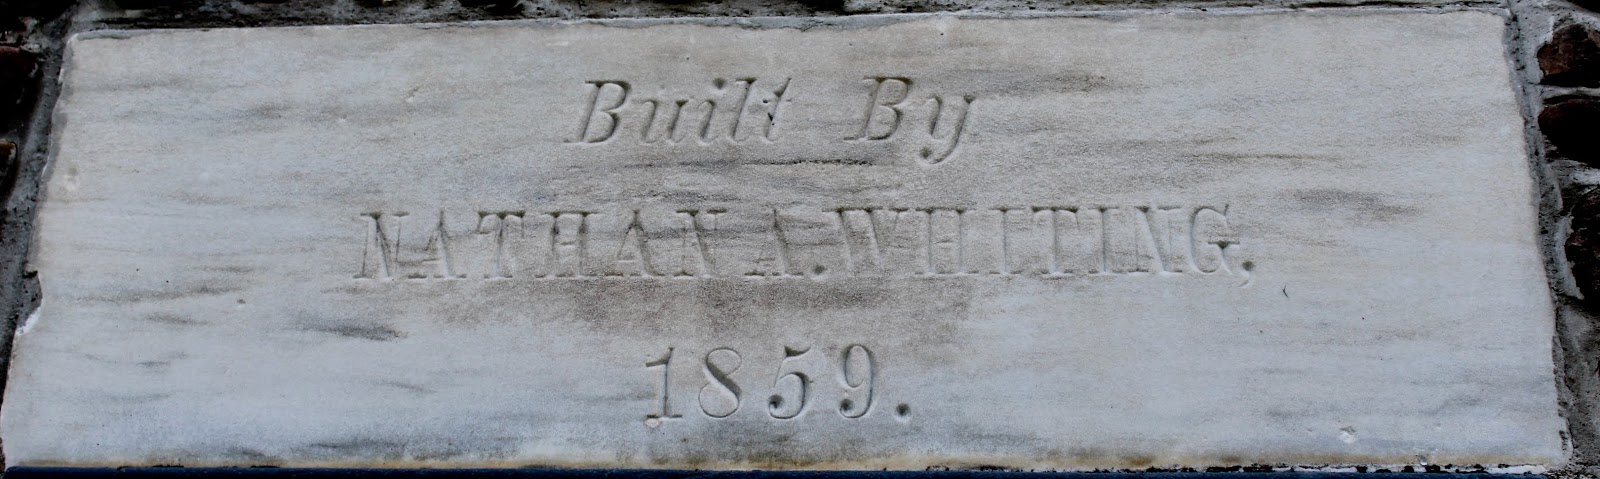 Built By
NATHAN A. WHITING,
1859.